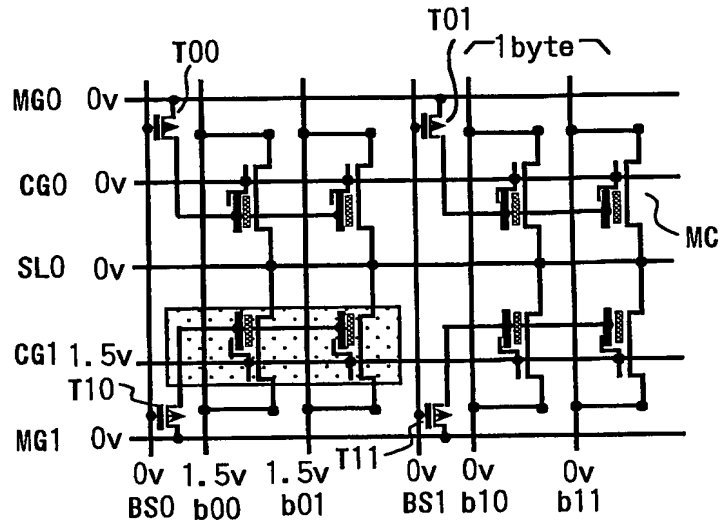 T00
T01
1byte
MG0 0v
CG0 0v
MC
SL0 0v
CG1 1.5v
T10
MG1 0v
T11
0v 1.5v 1.5v 0v 0v 0v
BS0 b00 b01 BS1 b10 b11